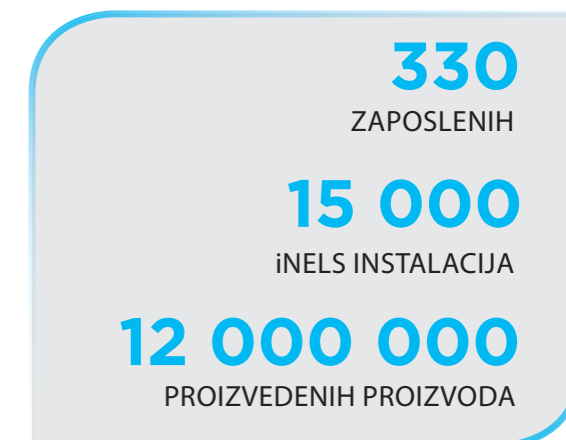 330
ZAPOSLENIH
15 000
iNELS INSTALACIJA
12 000 000
PROIZVEDENIH PROIZVODA